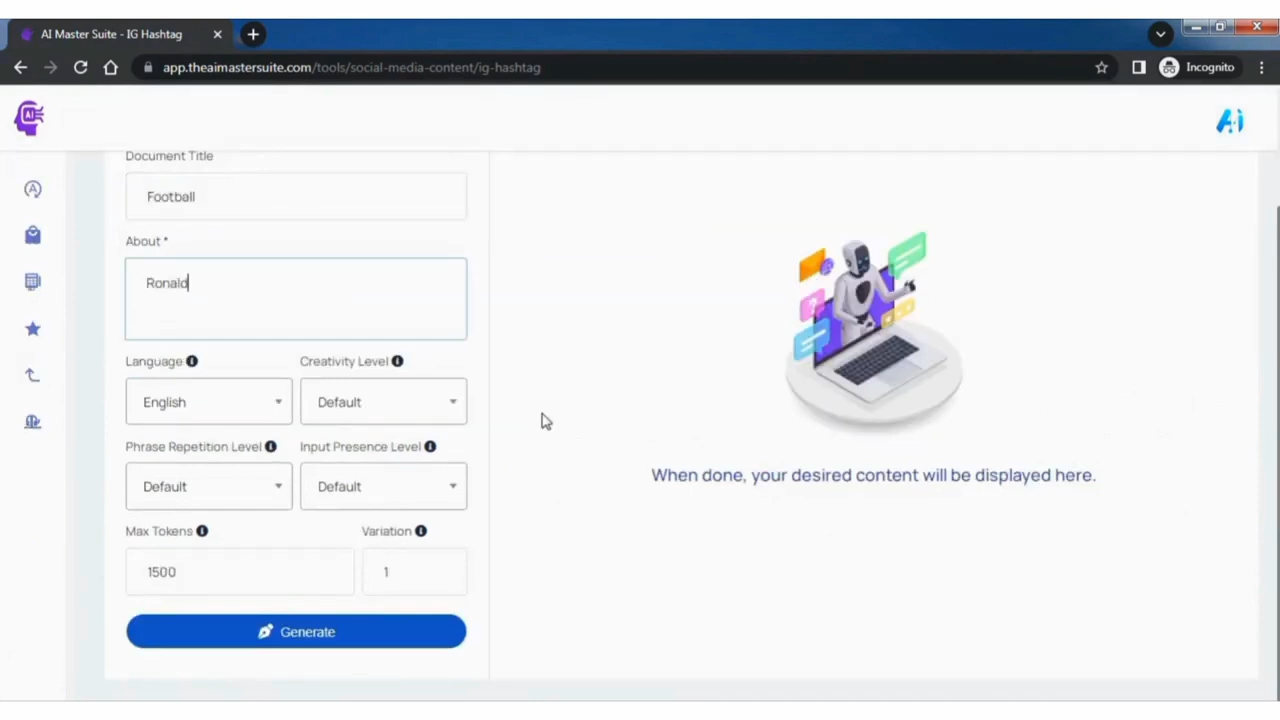 AI Master Suite - IG Hashtag
app.theaimastersuite.com/tools/social-media-content/ig-hashtag
Incognito
AI
Ai
Document Title
Football
About *
Ronald
Language
Creativity Level
English
Default
Phrase Repetition Level
Input Presence Level
Default
Default
Max Tokens
Variation
1500
1
Generate
When done, your desired content will be displayed here.